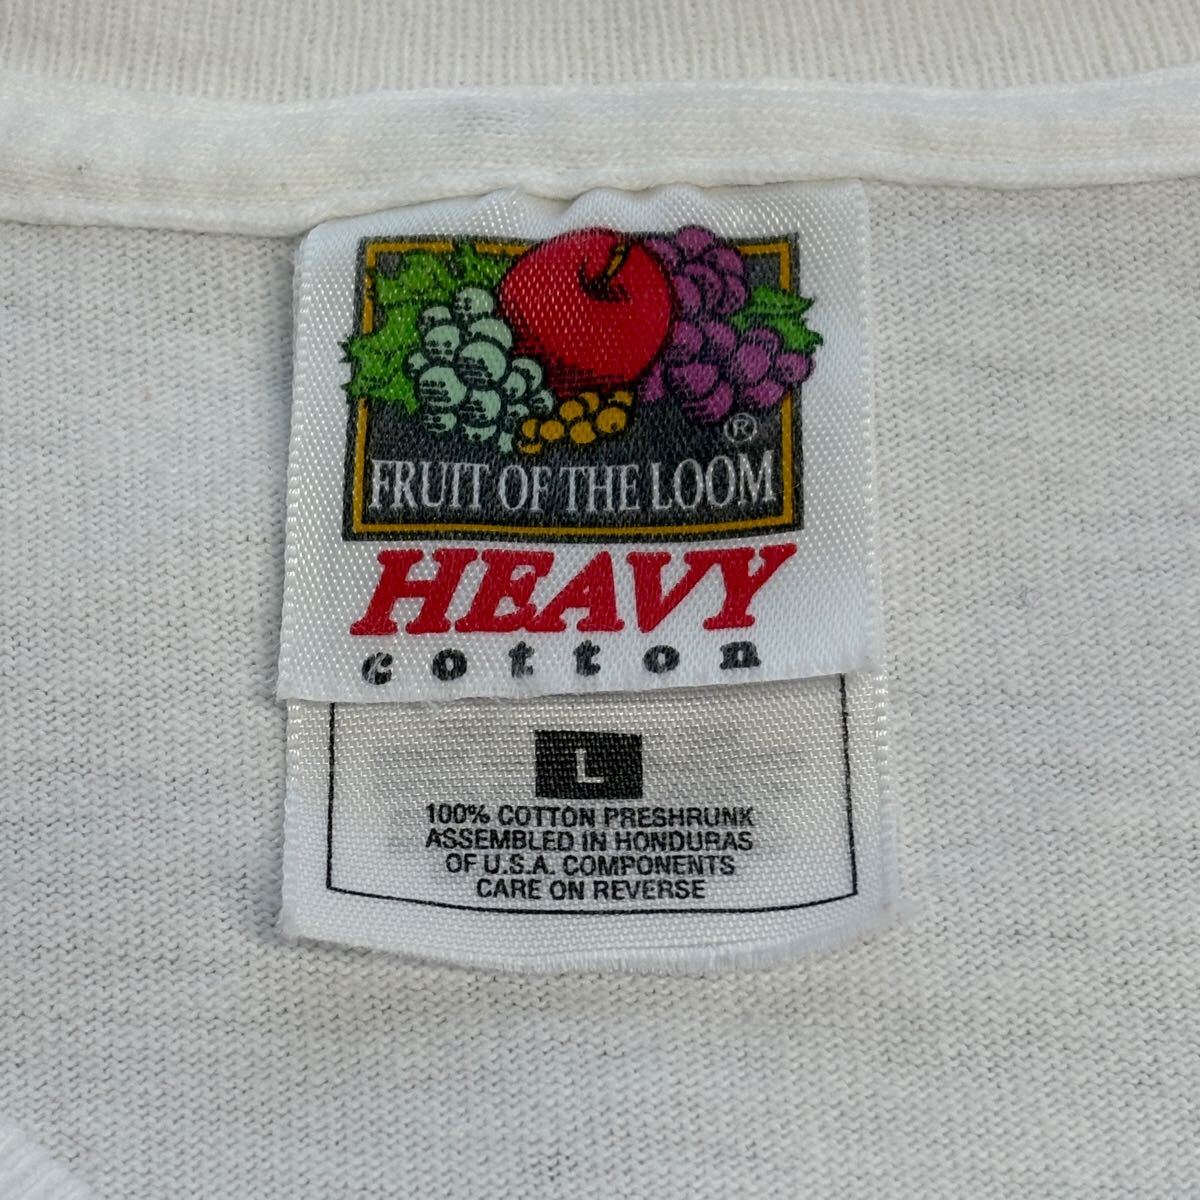 ®
FRUIT OF THE LOOM
HEAVY
cotton
L
100% COTTON PRESHRUNK
ASSEMBLED IN HONDURAS
OF U.S.A. COMPONENTS
CARE ON REVERSE